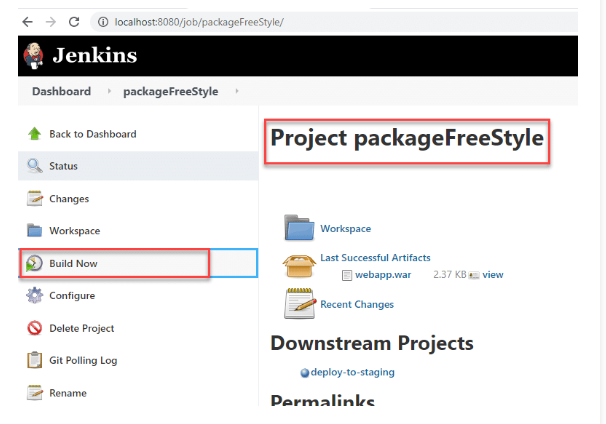 localhost:8080/job/packageFreeStyle/
Jenkins
Dashboard packageFreeStyle
Back to Dashboard
Status
Changes
Workspace
Build Now
Configure
Delete Project
Git Polling Log
Rename
Project packageFreeStyle
Workspace
Last Successful Artifacts
webapp.war 2.37 KB view
Recent Changes
Downstream Projects
deploy-to-staging
Permalinks